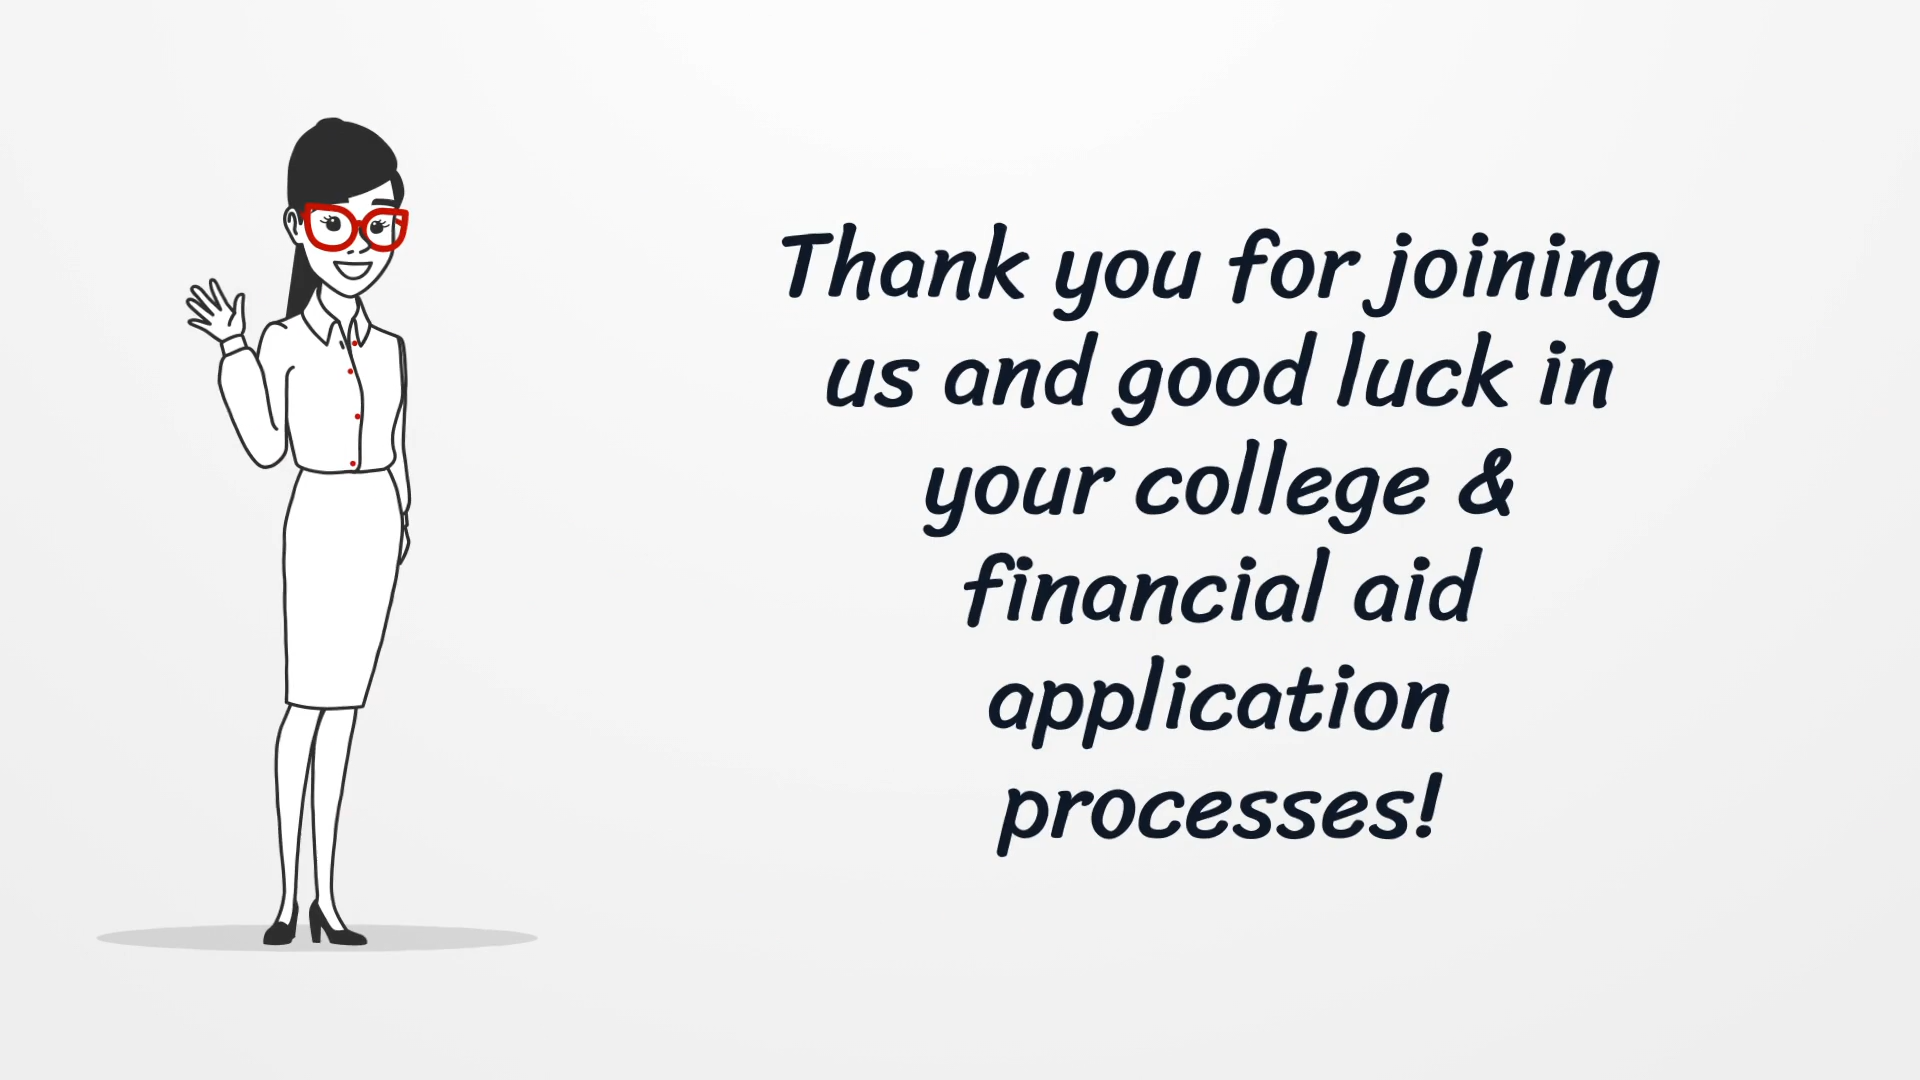 Thank you for joining
us and good luck in
your college &
financial aid
application
processes!